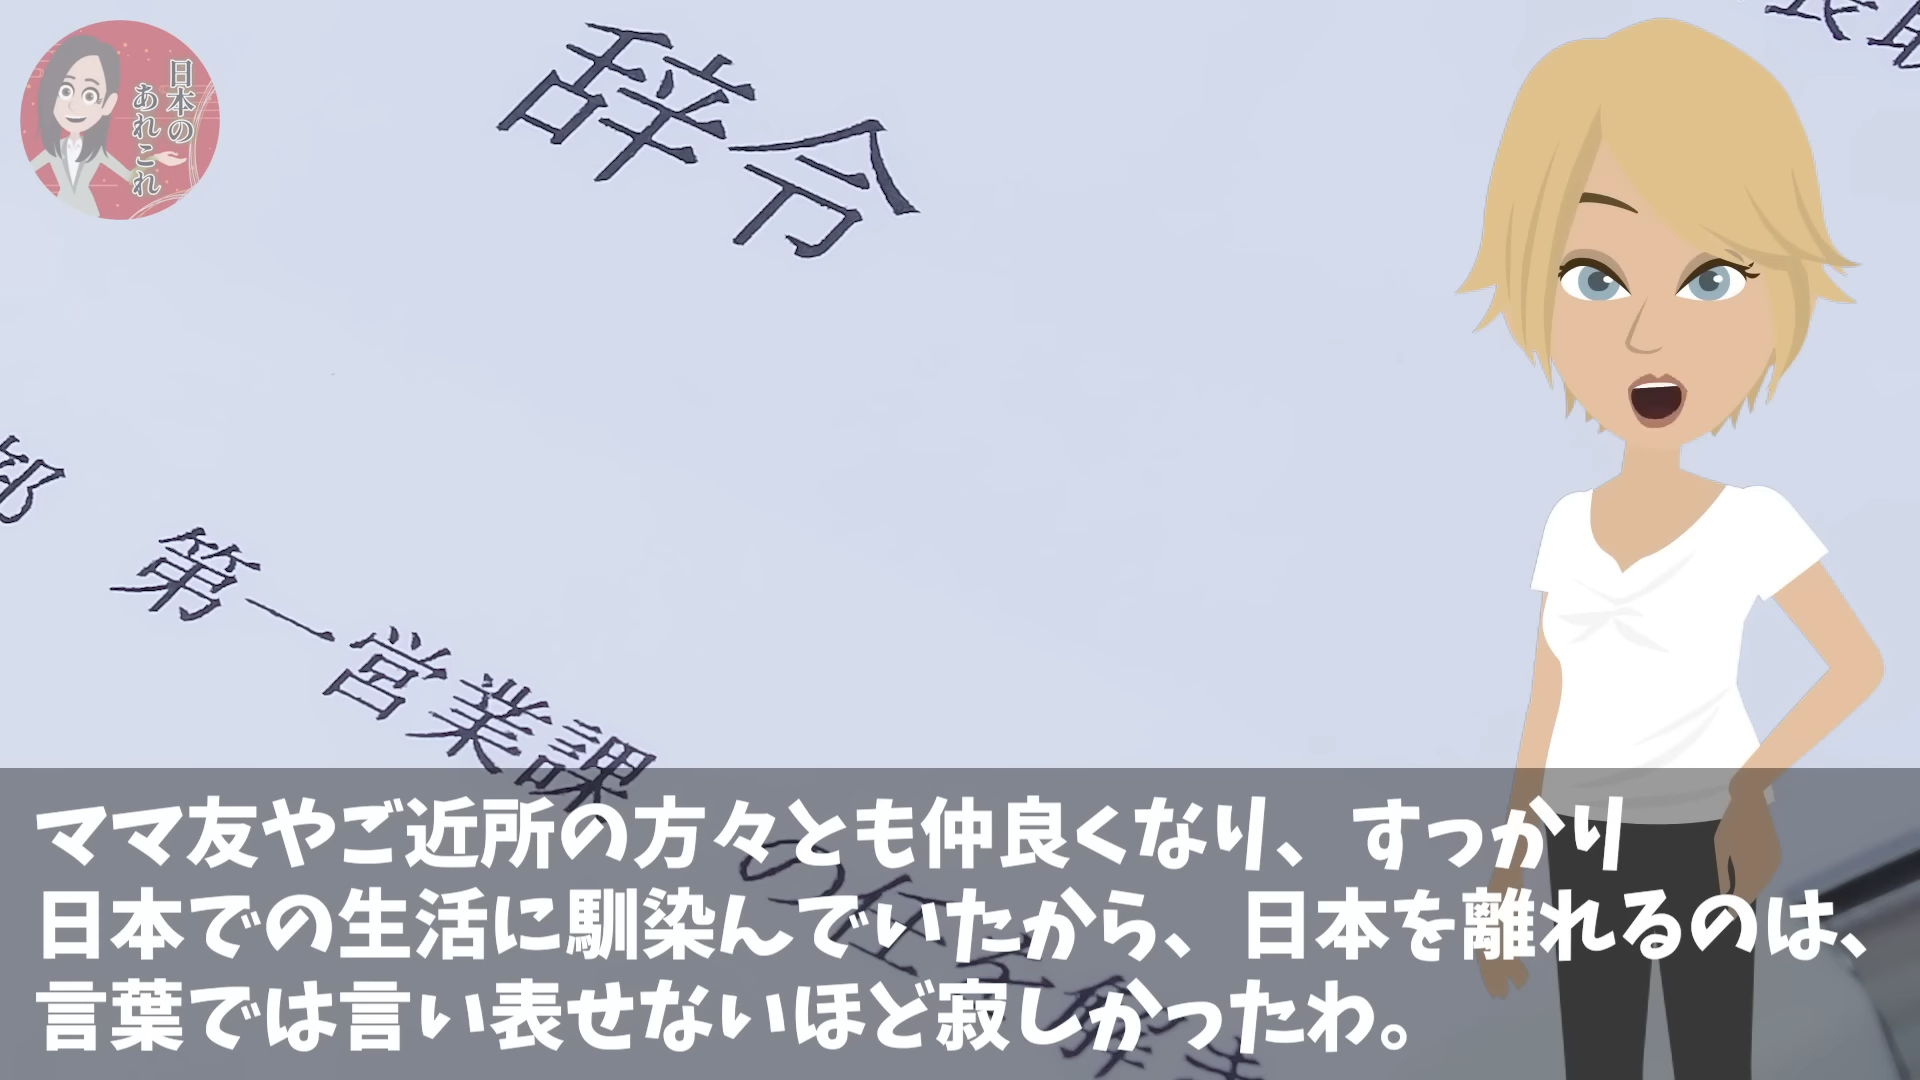 日本の
あれこれ
辞令
第一営業課
ママ友やご近所の方々とも仲良くなり、すっかり
日本での生活に馴染んでいたから、日本を離れるのは、
言葉では言い表せないほど寂しかったわ。